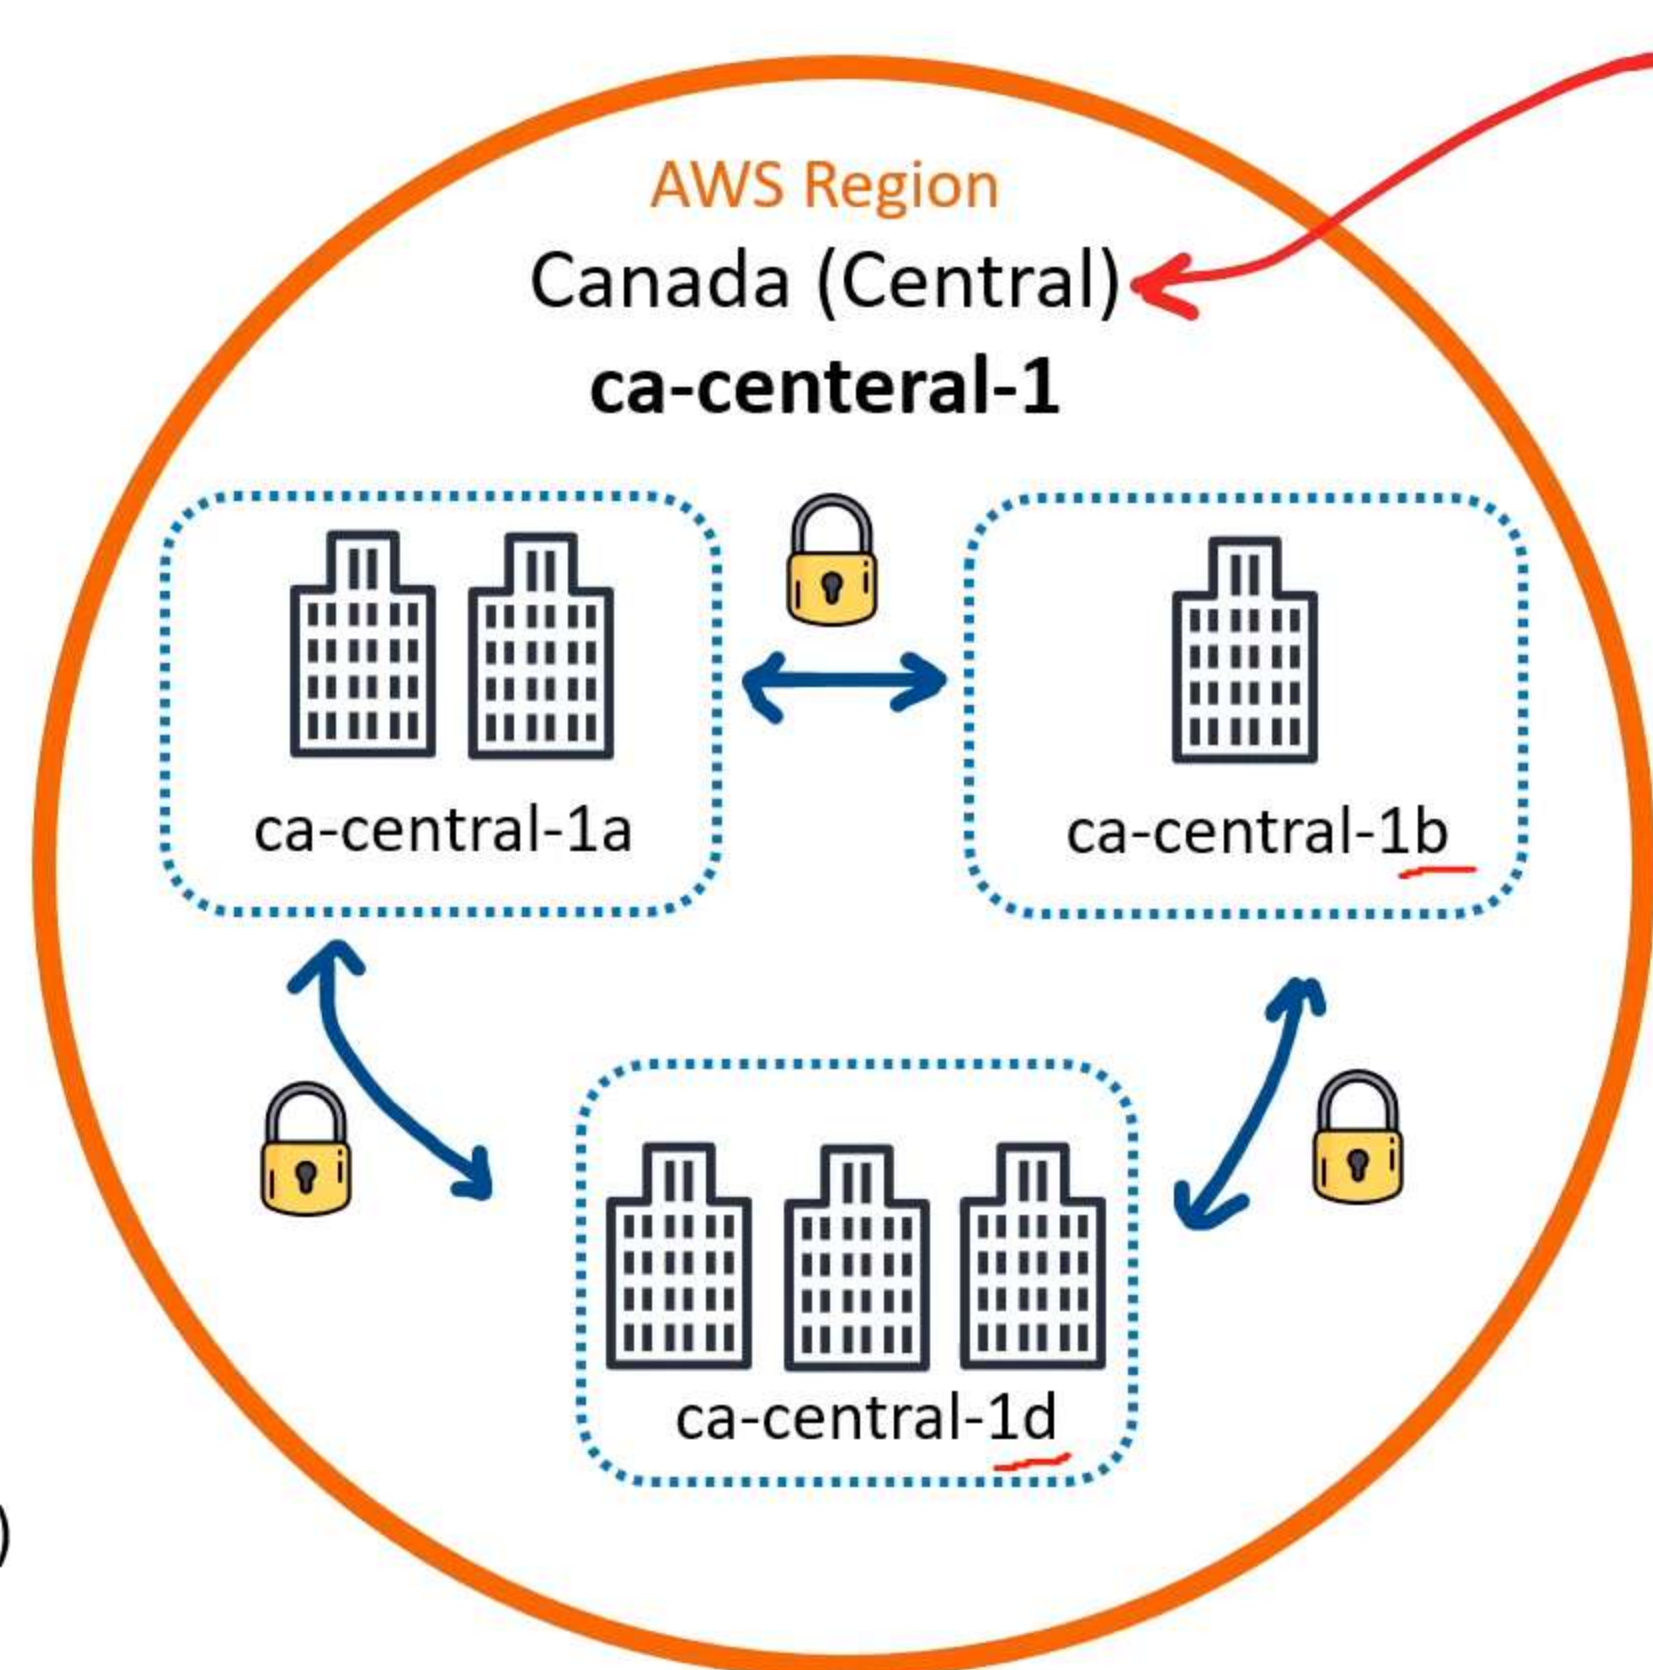 AWS Region
Canada (Central)
ca-centeral-1
ca-central-1a
ca-central-1b
ca-central-1d
)